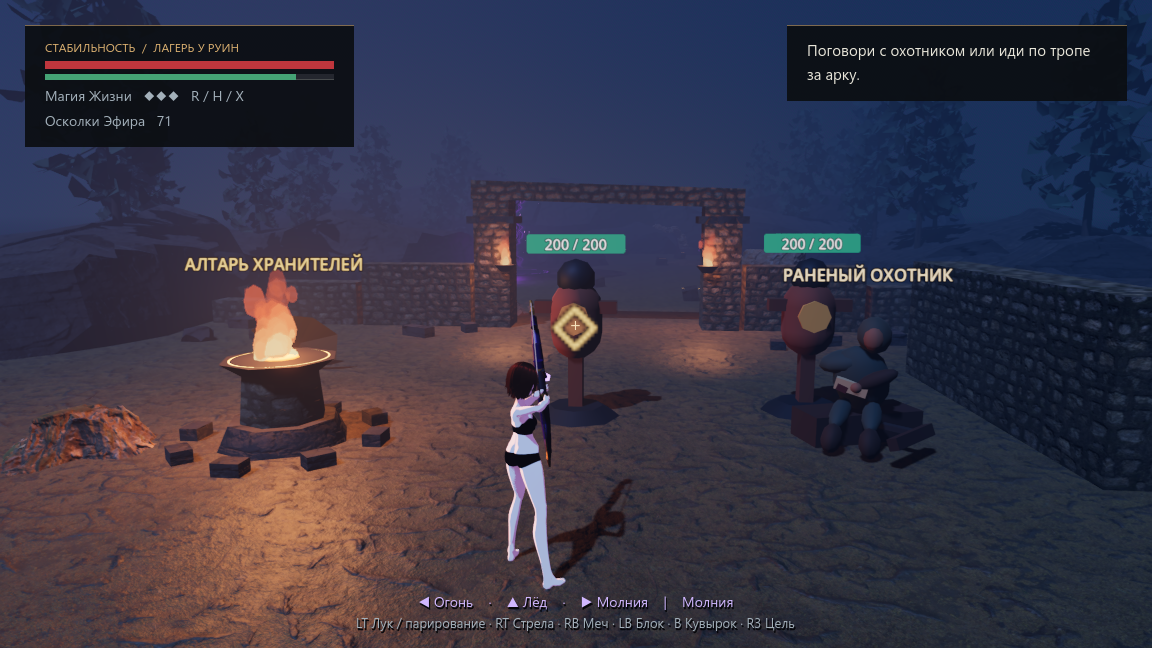 СТАБИЛЬНОСТЬ / ЛАГЕРЬ У РУИН
Магия Жизни ◆◆◆ R / H / X
Осколки Эфира 71
Поговори с охотником или иди по тропе
за арку.
200 / 200
200 / 200
АЛТАРЬ ХРАНИТЕЛЕЙ
РАНЕНЫЙ ОХОТНИК
◀ Огонь · ▲ Лёд · ▶ Молния | Молния
LT Лук / парирование · RT Стрела · RB Меч · LB Блок · B Кувырок · R3 Цель